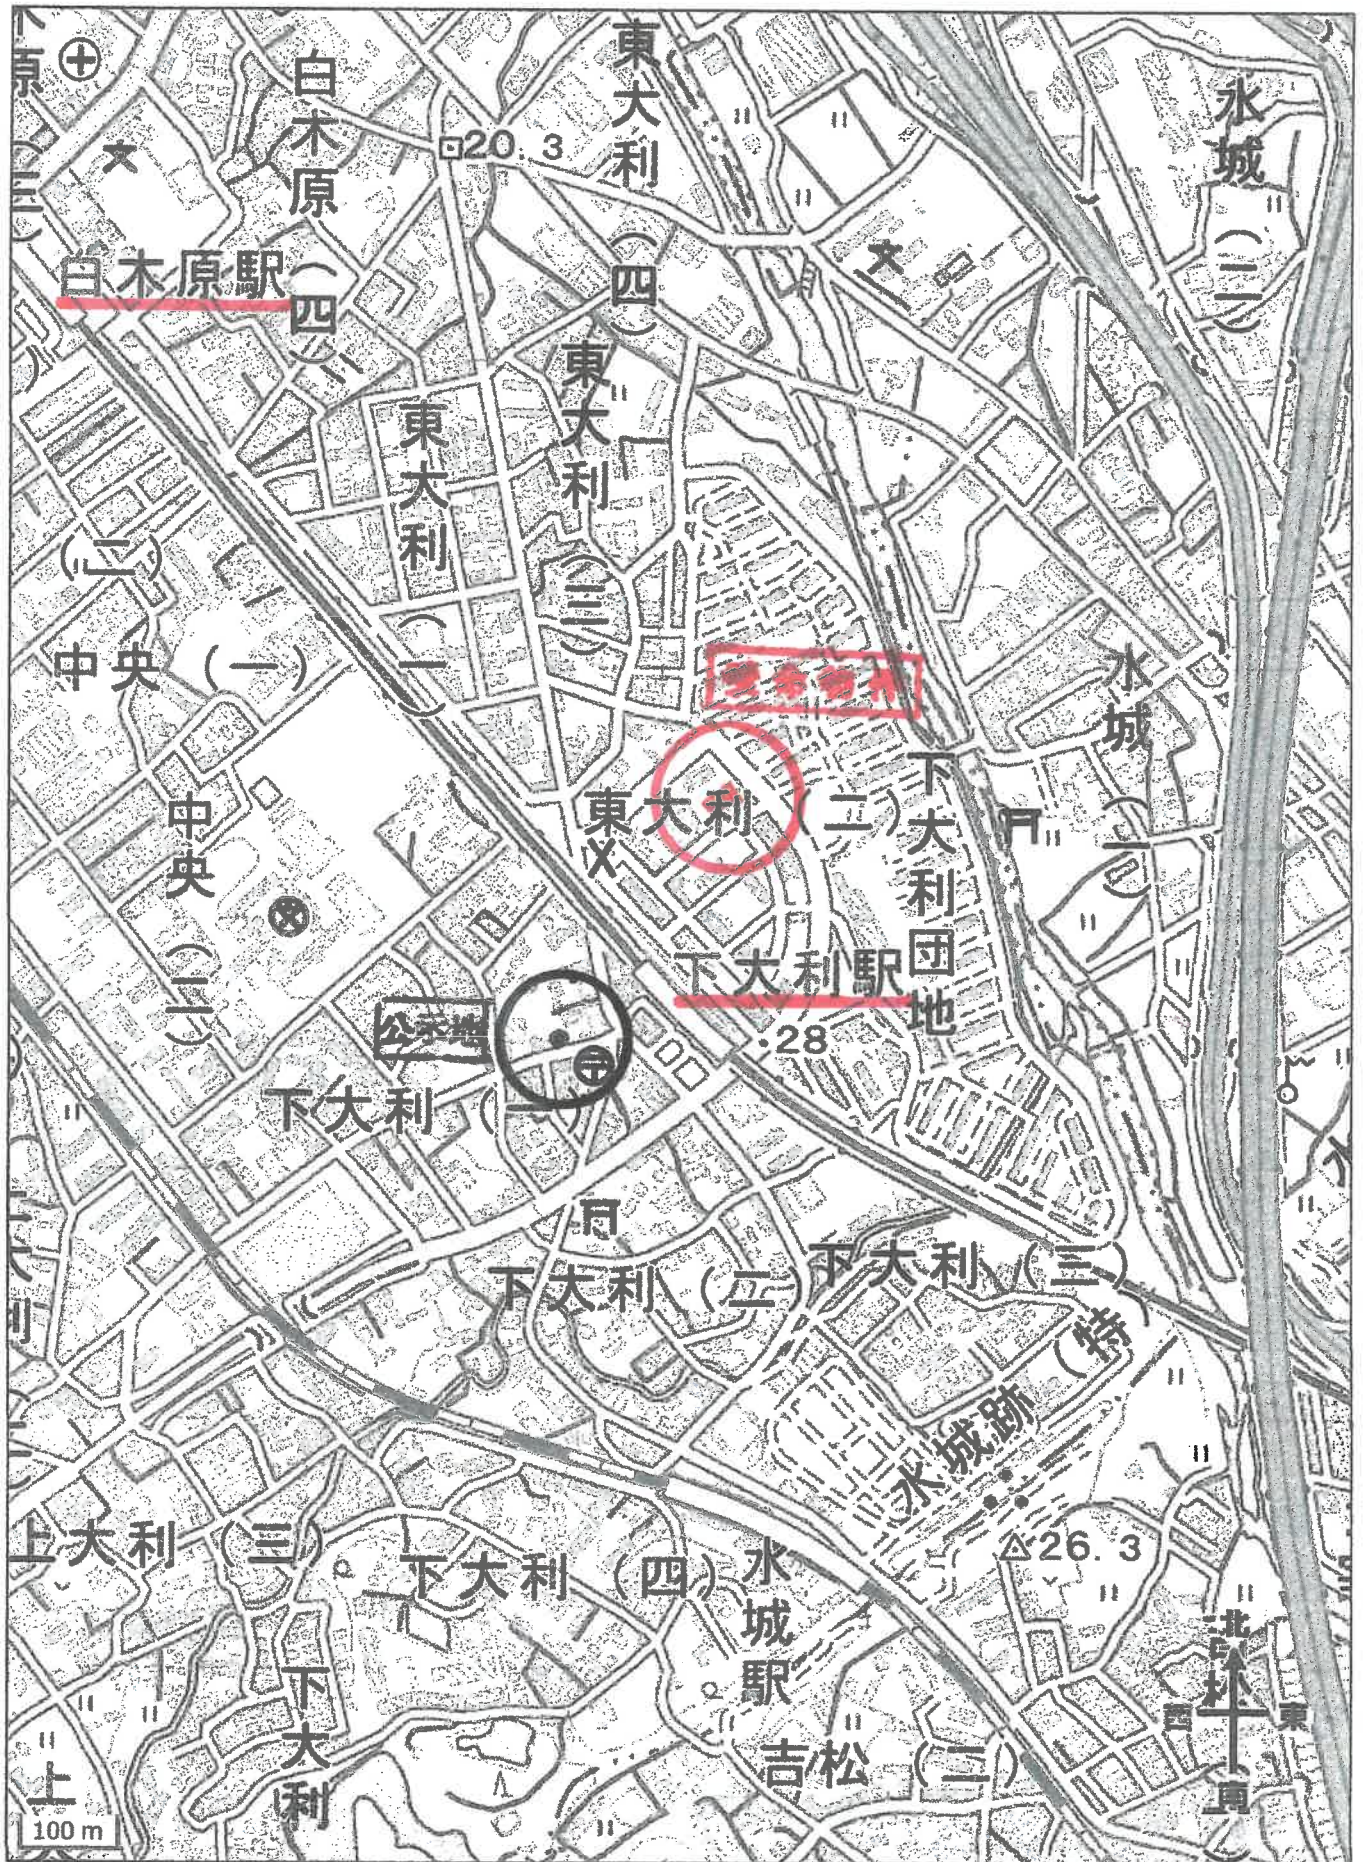 白木原(四)
東大利(四)
水城(二)
20.3
白木原駅
東大利(一)
東大利(三)
(二)
中央(一)
水城(一)
東大利(二)
下大利団地
中央(二)
下大利駅
28
下大利(一)
下大利(二)
下大利(三)
水城跡(特)
26.3
上大利(三)
下大利(四)
水城駅
下大利
吉松(二)
上
北
西
東
南
100 m